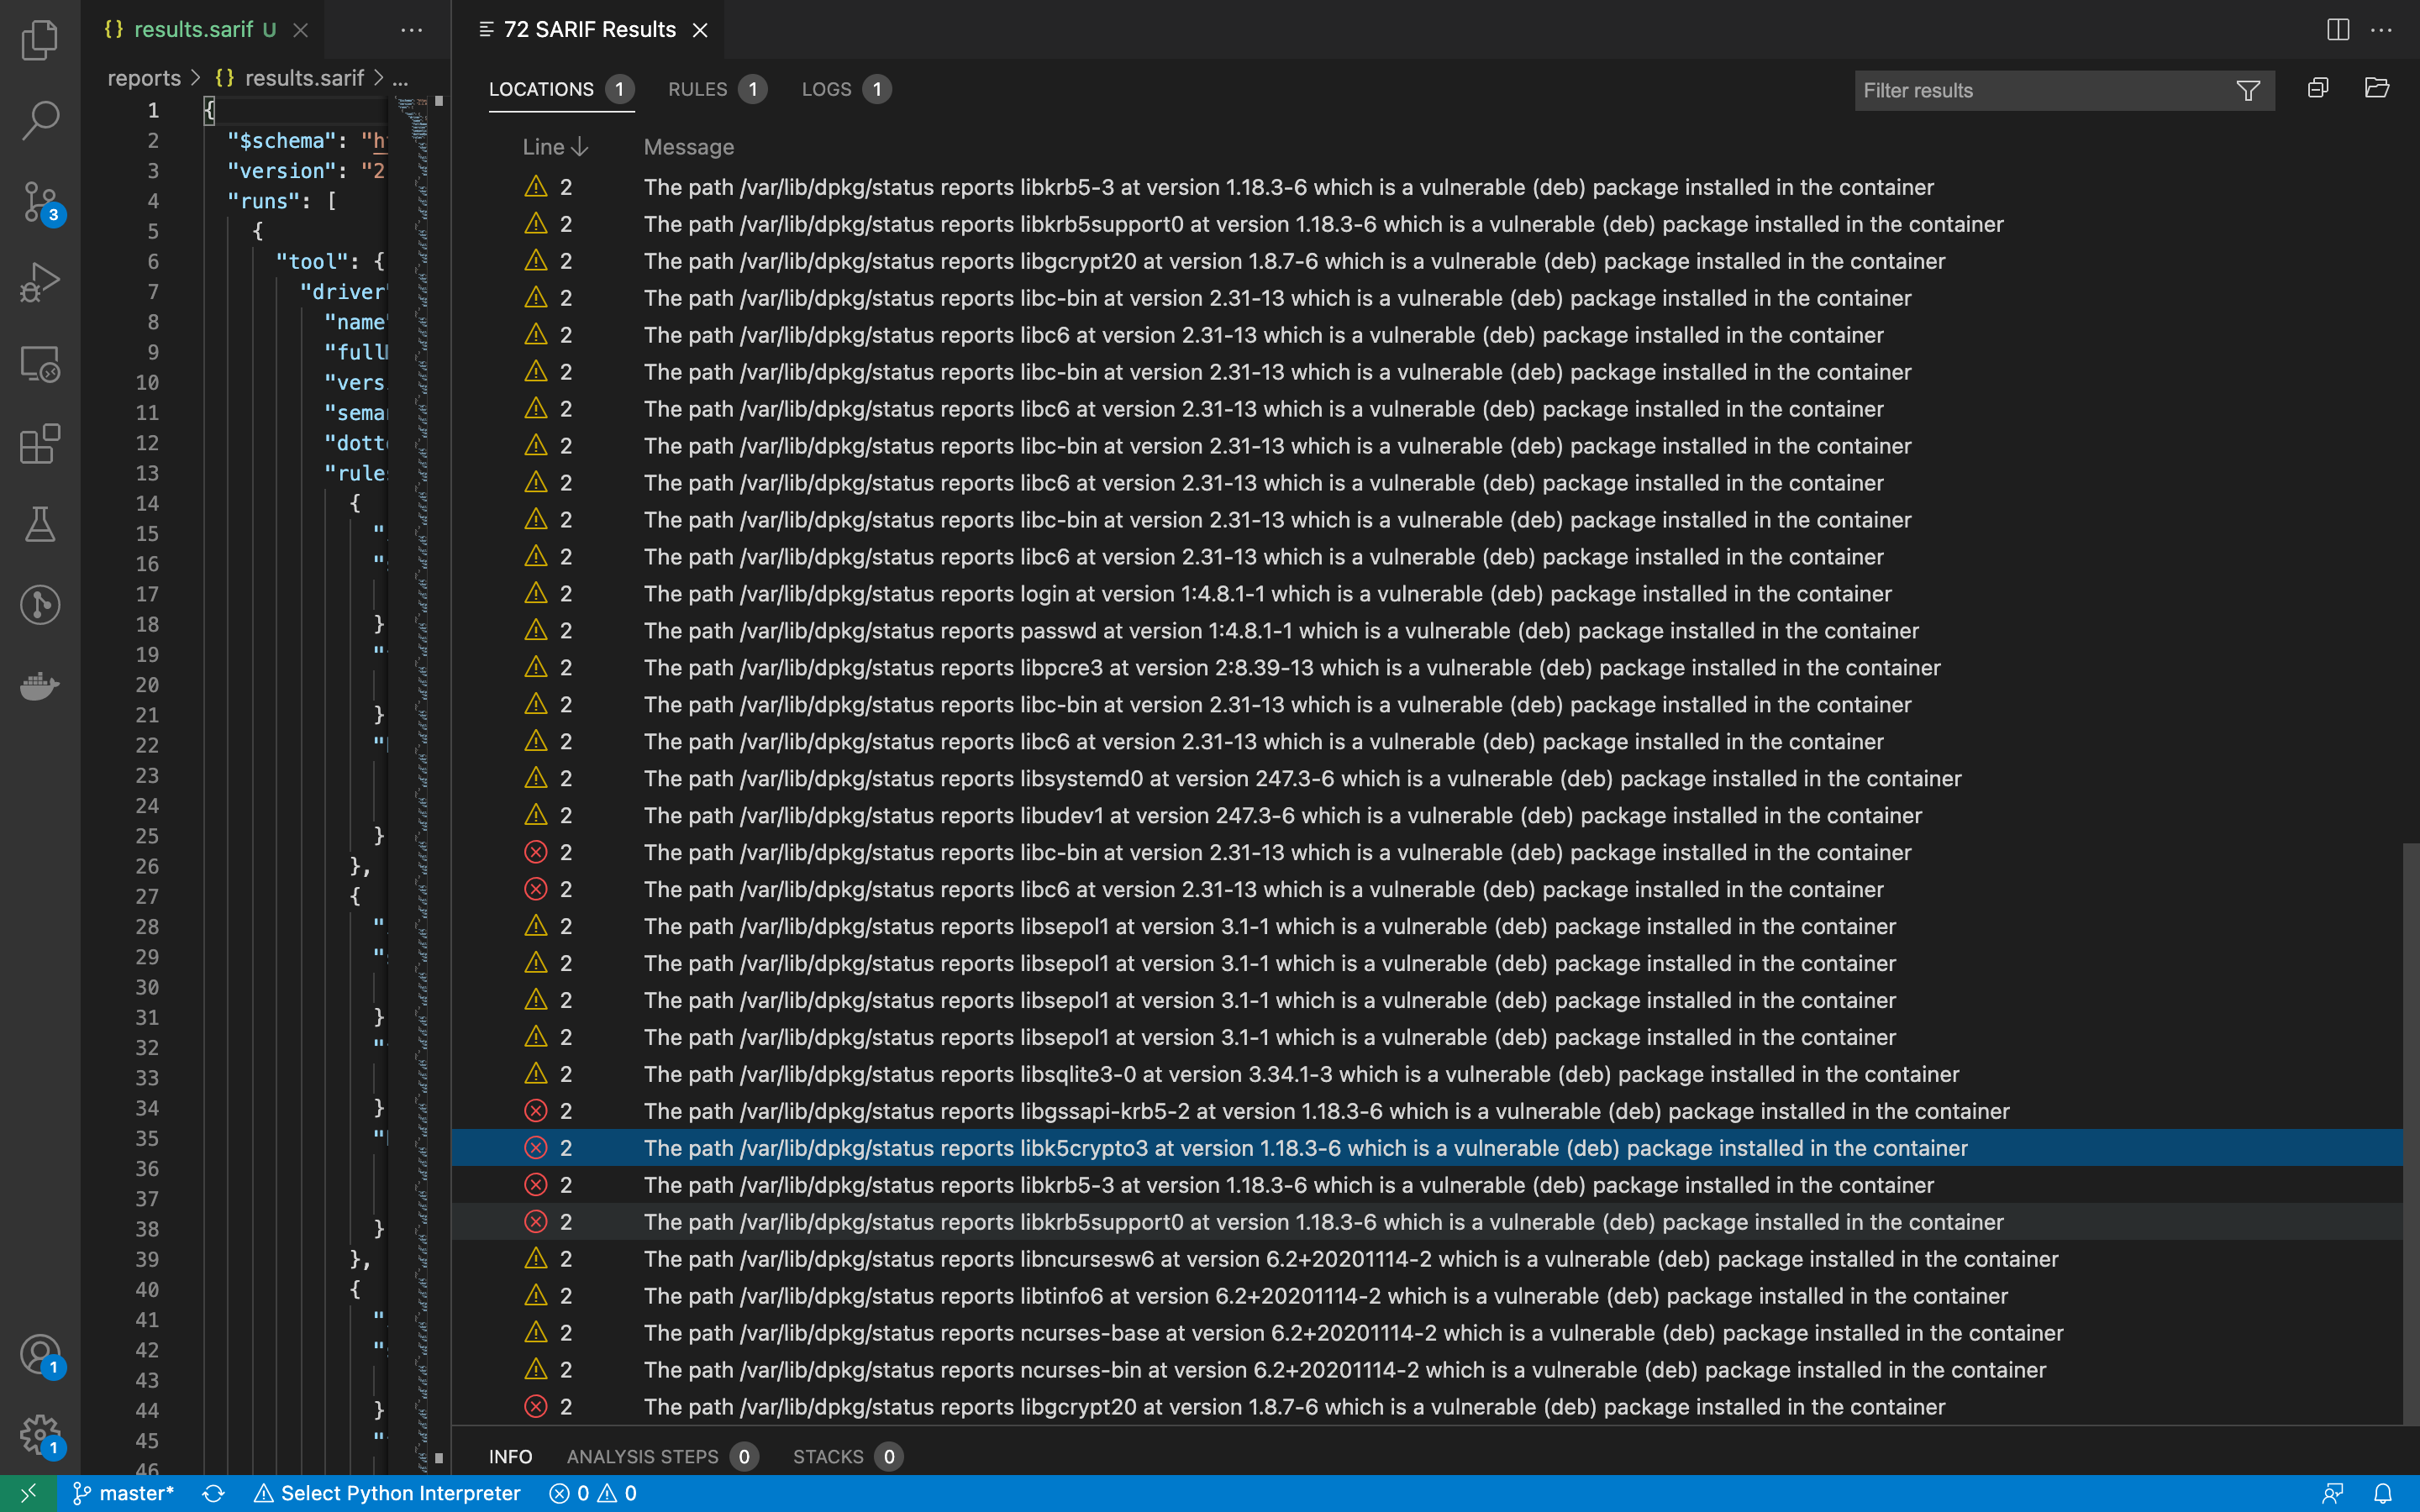 {} results.sarif U
72 SARIF Results
reports > {} results.sarif > ...
1 {
2 "$schema": "h
3 "version": "2
4 "runs": [
5 {
6 "tool": {
7 "driver
8 "name
9 "full
10 "vers
11 "sema
12 "dott
13 "rules
14 {
15 "
16 "
17
18 }
19 "
20
21 }
22 "
23
24
25 }
26 },
27 {
28 "
29 "
30
31 }
32 "
33
34 }
35 "
36
37
38 }
39 },
40 {
41 "
42 "
43
44 }
45 "
46
3
1
1
LOCATIONS 1 RULES 1 LOGS 1
Filter results
Line Message
2 The path /var/lib/dpkg/status reports libkrb5-3 at version 1.18.3-6 which is a vulnerable (deb) package installed in the container
2 The path /var/lib/dpkg/status reports libkrb5support0 at version 1.18.3-6 which is a vulnerable (deb) package installed in the container
2 The path /var/lib/dpkg/status reports libgcrypt20 at version 1.8.7-6 which is a vulnerable (deb) package installed in the container
2 The path /var/lib/dpkg/status reports libc-bin at version 2.31-13 which is a vulnerable (deb) package installed in the container
2 The path /var/lib/dpkg/status reports libc6 at version 2.31-13 which is a vulnerable (deb) package installed in the container
2 The path /var/lib/dpkg/status reports libc-bin at version 2.31-13 which is a vulnerable (deb) package installed in the container
2 The path /var/lib/dpkg/status reports libc6 at version 2.31-13 which is a vulnerable (deb) package installed in the container
2 The path /var/lib/dpkg/status reports libc-bin at version 2.31-13 which is a vulnerable (deb) package installed in the container
2 The path /var/lib/dpkg/status reports libc6 at version 2.31-13 which is a vulnerable (deb) package installed in the container
2 The path /var/lib/dpkg/status reports libc-bin at version 2.31-13 which is a vulnerable (deb) package installed in the container
2 The path /var/lib/dpkg/status reports libc6 at version 2.31-13 which is a vulnerable (deb) package installed in the container
2 The path /var/lib/dpkg/status reports login at version 1:4.8.1-1 which is a vulnerable (deb) package installed in the container
2 The path /var/lib/dpkg/status reports passwd at version 1:4.8.1-1 which is a vulnerable (deb) package installed in the container
2 The path /var/lib/dpkg/status reports libpcre3 at version 2:8.39-13 which is a vulnerable (deb) package installed in the container
2 The path /var/lib/dpkg/status reports libc-bin at version 2.31-13 which is a vulnerable (deb) package installed in the container
2 The path /var/lib/dpkg/status reports libc6 at version 2.31-13 which is a vulnerable (deb) package installed in the container
2 The path /var/lib/dpkg/status reports libsystemd0 at version 247.3-6 which is a vulnerable (deb) package installed in the container
2 The path /var/lib/dpkg/status reports libudev1 at version 247.3-6 which is a vulnerable (deb) package installed in the container
2 The path /var/lib/dpkg/status reports libc-bin at version 2.31-13 which is a vulnerable (deb) package installed in the container
2 The path /var/lib/dpkg/status reports libc6 at version 2.31-13 which is a vulnerable (deb) package installed in the container
2 The path /var/lib/dpkg/status reports libsepol1 at version 3.1-1 which is a vulnerable (deb) package installed in the container
2 The path /var/lib/dpkg/status reports libsepol1 at version 3.1-1 which is a vulnerable (deb) package installed in the container
2 The path /var/lib/dpkg/status reports libsepol1 at version 3.1-1 which is a vulnerable (deb) package installed in the container
2 The path /var/lib/dpkg/status reports libsepol1 at version 3.1-1 which is a vulnerable (deb) package installed in the container
2 The path /var/lib/dpkg/status reports libsqlite3-0 at version 3.34.1-3 which is a vulnerable (deb) package installed in the container
2 The path /var/lib/dpkg/status reports libgssapi-krb5-2 at version 1.18.3-6 which is a vulnerable (deb) package installed in the container
2 The path /var/lib/dpkg/status reports libk5crypto3 at version 1.18.3-6 which is a vulnerable (deb) package installed in the container
2 The path /var/lib/dpkg/status reports libkrb5-3 at version 1.18.3-6 which is a vulnerable (deb) package installed in the container
2 The path /var/lib/dpkg/status reports libkrb5support0 at version 1.18.3-6 which is a vulnerable (deb) package installed in the container
2 The path /var/lib/dpkg/status reports libncursesw6 at version 6.2+20201114-2 which is a vulnerable (deb) package installed in the container
2 The path /var/lib/dpkg/status reports libtinfo6 at version 6.2+20201114-2 which is a vulnerable (deb) package installed in the container
2 The path /var/lib/dpkg/status reports ncurses-base at version 6.2+20201114-2 which is a vulnerable (deb) package installed in the container
2 The path /var/lib/dpkg/status reports ncurses-bin at version 6.2+20201114-2 which is a vulnerable (deb) package installed in the container
2 The path /var/lib/dpkg/status reports libgcrypt20 at version 1.8.7-6 which is a vulnerable (deb) package installed in the container
INFO ANALYSIS STEPS 0 STACKS 0
master* Select Python Interpreter 0 0